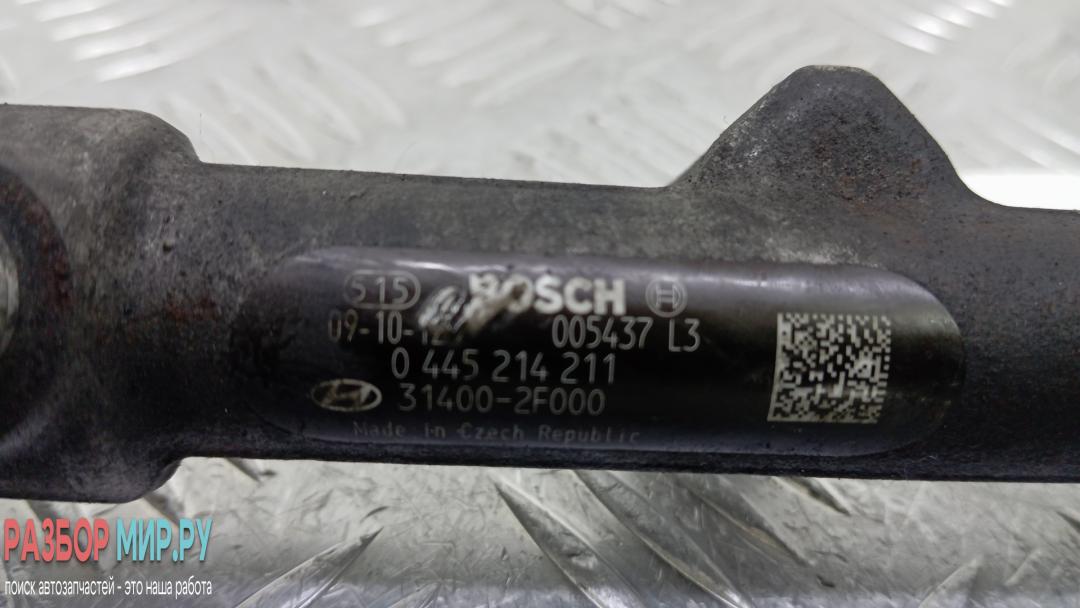 515 BOSCH
09-10- 005437 L3
0 445 214 211
31400-2F000
Made in Czech Republic
РАЗБОР МИР.РУ
поиск автозапчастей - это наша работа